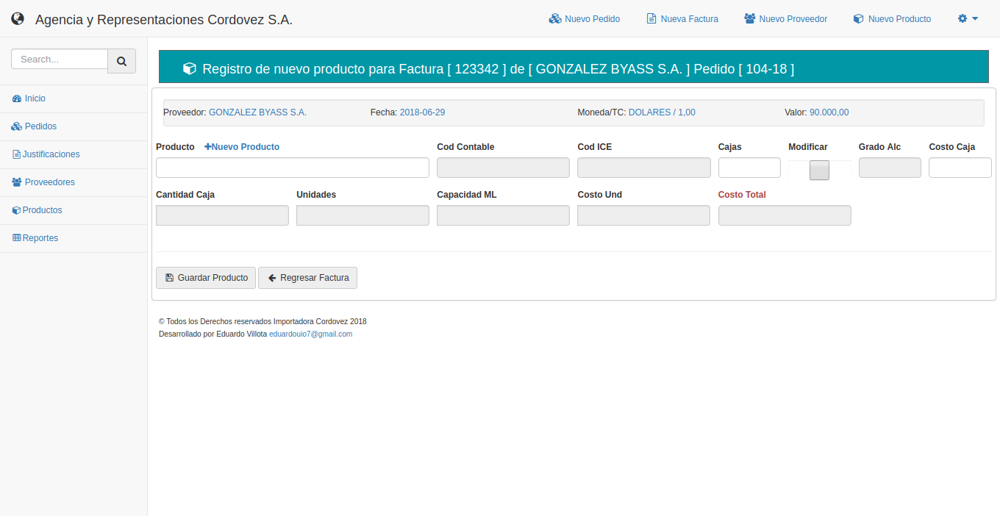 Agencia y Representaciones Cordovez S.A.
Nuevo Pedido
Nueva Factura
Nuevo Proveedor
Nuevo Producto
Search...
Inicio
Pedidos
Justificaciones
Proveedores
Productos
Reportes
Registro de nuevo producto para Factura [ 123342 ] de [ GONZALEZ BYASS S.A. ] Pedido [ 104-18 ]
Proveedor: GONZALEZ BYASS S.A.
Fecha: 2018-06-29
Moneda/TC: DOLARES / 1,00
Valor: 90.000,00
Producto
Nuevo Producto
Cod Contable
Cod ICE
Cajas
Modificar
Grado Alc
Costo Caja
Cantidad Caja
Unidades
Capacidad ML
Costo Und
Costo Total
Guardar Producto
Regresar Factura
© Todos los Derechos reservados Importadora Cordovez 2018
Desarrollado por Eduardo Villota eduardouio7@gmail.com